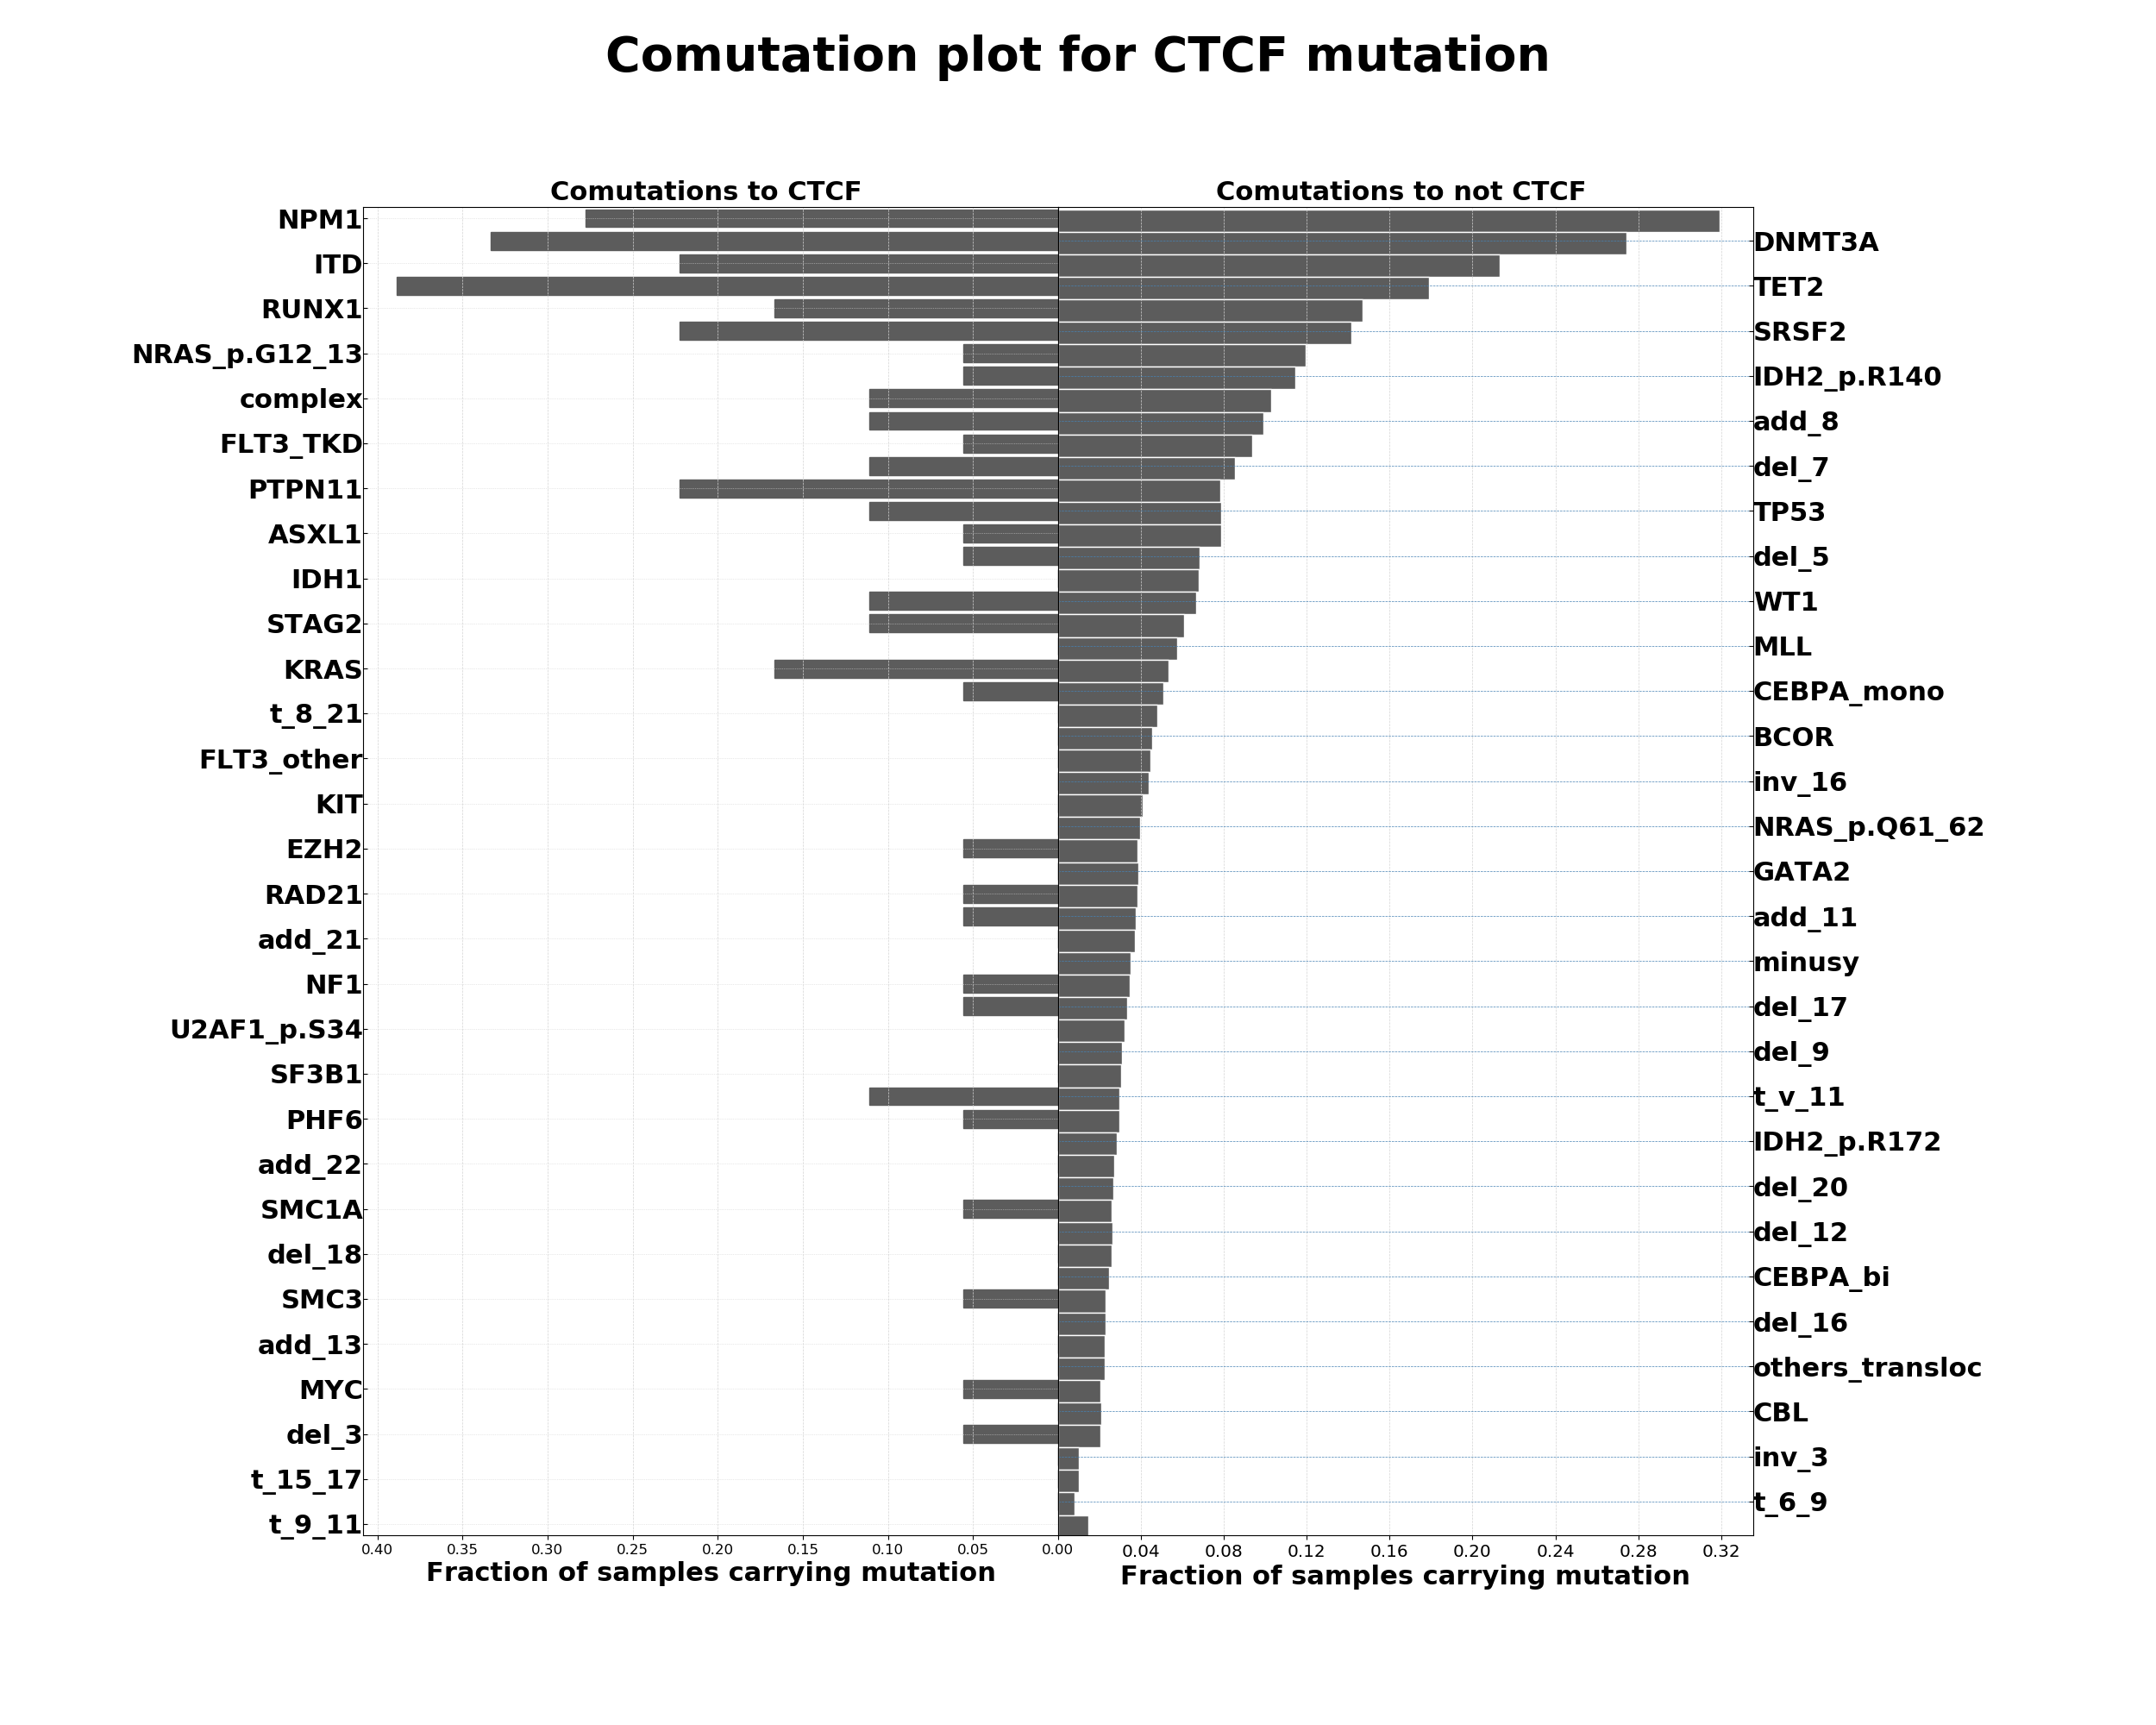 Comutation plot for CTCF mutation
Comutations to CTCF
Comutations to not CTCF
NPM1
DNMT3A
ITD
TET2
RUNX1
SRSF2
NRAS_p.G12_13
IDH2_p.R140
complex
add_8
FLT3_TKD
del_7
PTPN11
TP53
ASXL1
del_5
IDH1
WT1
STAG2
MLL
KRAS
CEBPA_mono
t_8_21
BCOR
FLT3_other
inv_16
KIT
NRAS_p.Q61_62
EZH2
GATA2
RAD21
add_11
add_21
minusy
NF1
del_17
U2AF1_p.S34
del_9
SF3B1
t_v_11
PHF6
IDH2_p.R172
add_22
del_20
SMC1A
del_12
del_18
CEBPA_bi
SMC3
del_16
add_13
others_transloc
MYC
CBL
del_3
inv_3
t_15_17
t_6_9
t_9_11
0.40 0.35 0.30 0.25 0.20 0.15 0.10 0.05 0.00 0.04 0.08 0.12 0.16 0.20 0.24 0.28 0.32
Fraction of samples carrying mutation
Fraction of samples carrying mutation